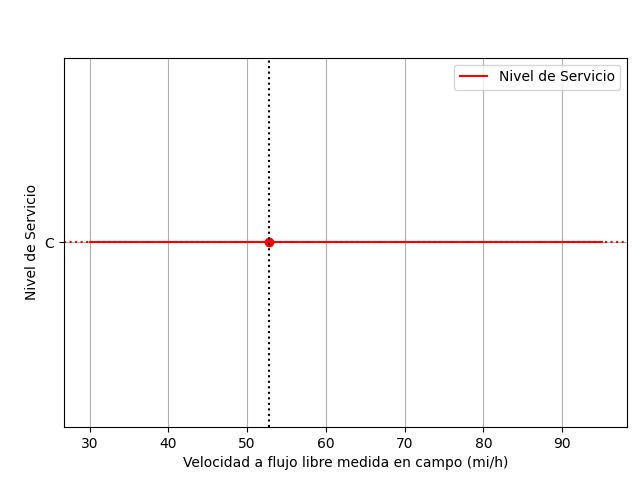 Nivel de Servicio
Nivel de Servicio
C
30 40 50 60 70 80 90
Velocidad a flujo libre medida en campo (mi/h)